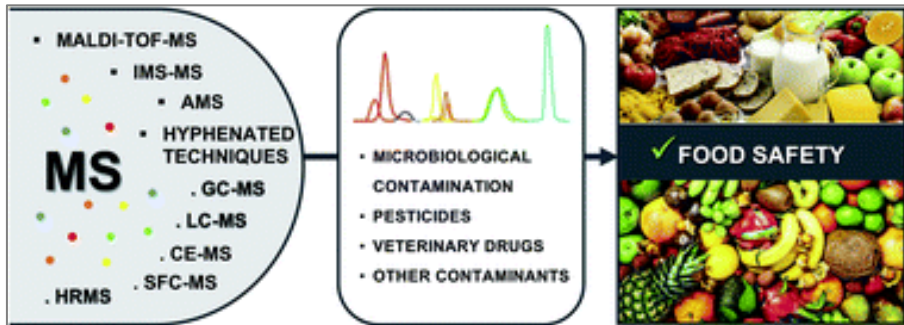 ▪ MALDI-TOF-MS
▪ IMS-MS
▪ AMS
▪ HYPHENATED
TECHNIQUES
MS
. GC-MS
. LC-MS
. CE-MS
. SFC-MS
. HRMS
• MICROBIOLOGICAL
CONTAMINATION
• PESTICIDES
• VETERINARY DRUGS
• OTHER CONTAMINANTS
✓ FOOD SAFETY